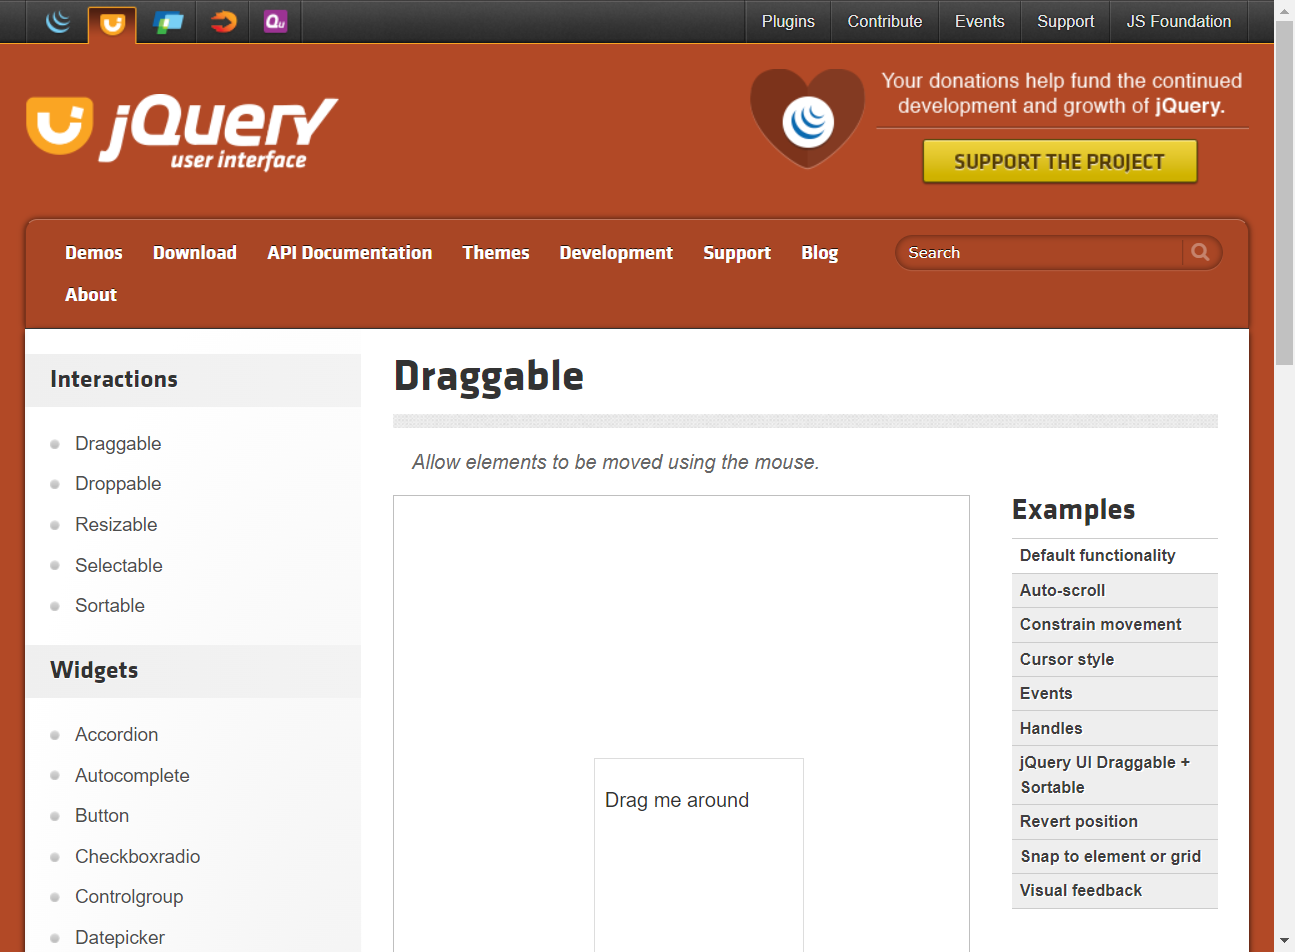 Qu
Plugins Contribute Events Support JS Foundation
jQuery
user interface
Your donations help fund the continued
development and growth of jQuery.
SUPPORT THE PROJECT
Demos Download API Documentation Themes Development Support Blog
About
Search
Interactions
Draggable
Droppable
Resizable
Selectable
Sortable
Widgets
Accordion
Autocomplete
Button
Checkboxradio
Controlgroup
Datepicker
Draggable
Allow elements to be moved using the mouse.
Drag me around
Examples
Default functionality
Auto-scroll
Constrain movement
Cursor style
Events
Handles
jQuery UI Draggable +
Sortable
Revert position
Snap to element or grid
Visual feedback